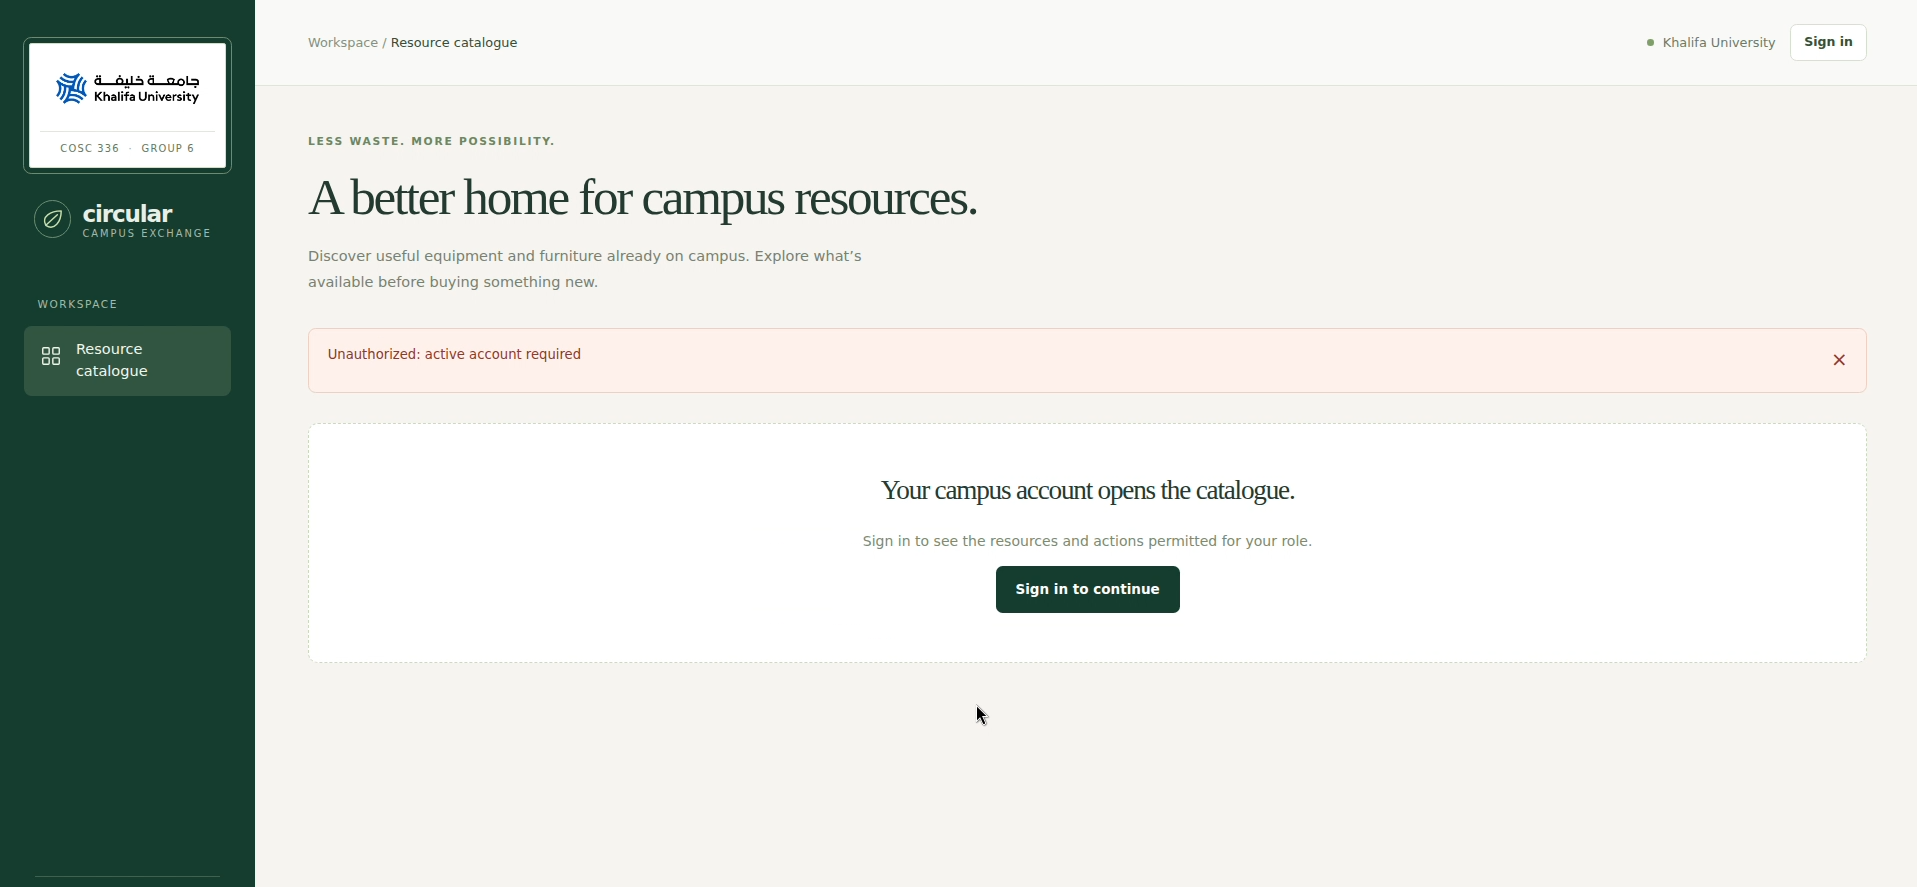 جامعة خليفة
Khalifa University
COSC 336 · GROUP 6
circular
CAMPUS EXCHANGE
WORKSPACE
Resource
catalogue
Workspace / Resource catalogue
Khalifa University
Sign in
LESS WASTE. MORE POSSIBILITY.
A better home for campus resources.
Discover useful equipment and furniture already on campus. Explore what’s
available before buying something new.
Unauthorized: active account required
Your campus account opens the catalogue.
Sign in to see the resources and actions permitted for your role.
Sign in to continue